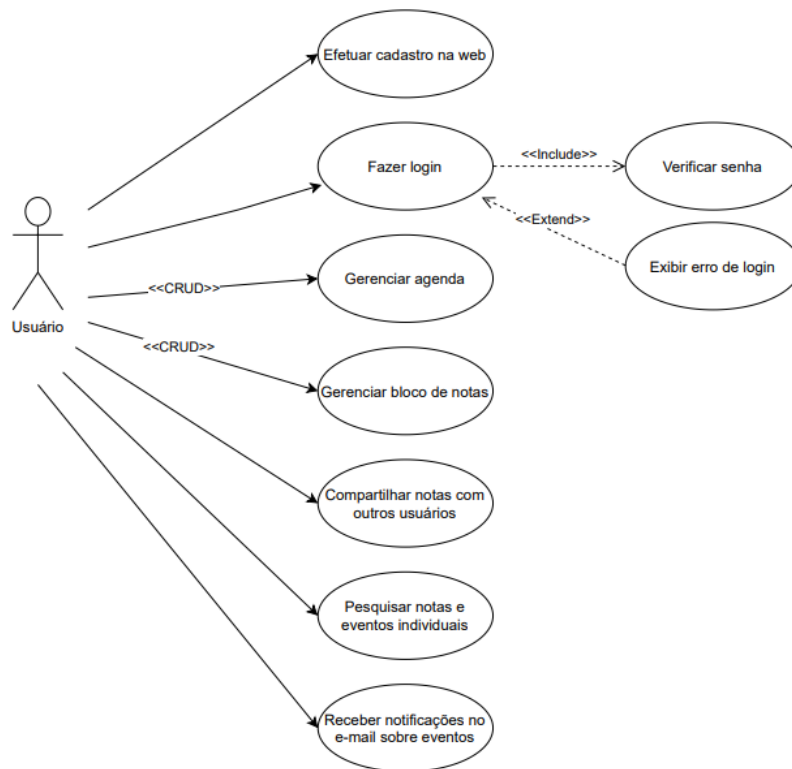 Efetuar cadastro na web
Fazer login
<<Include>>
Verificar senha
<<Extend>>
Exibir erro de login
Usuário
<<CRUD>>
Gerenciar agenda
<<CRUD>>
Gerenciar bloco de notas
Compartilhar notas com
outros usuários
Pesquisar notas e
eventos individuais
Receber notificações no
e-mail sobre eventos